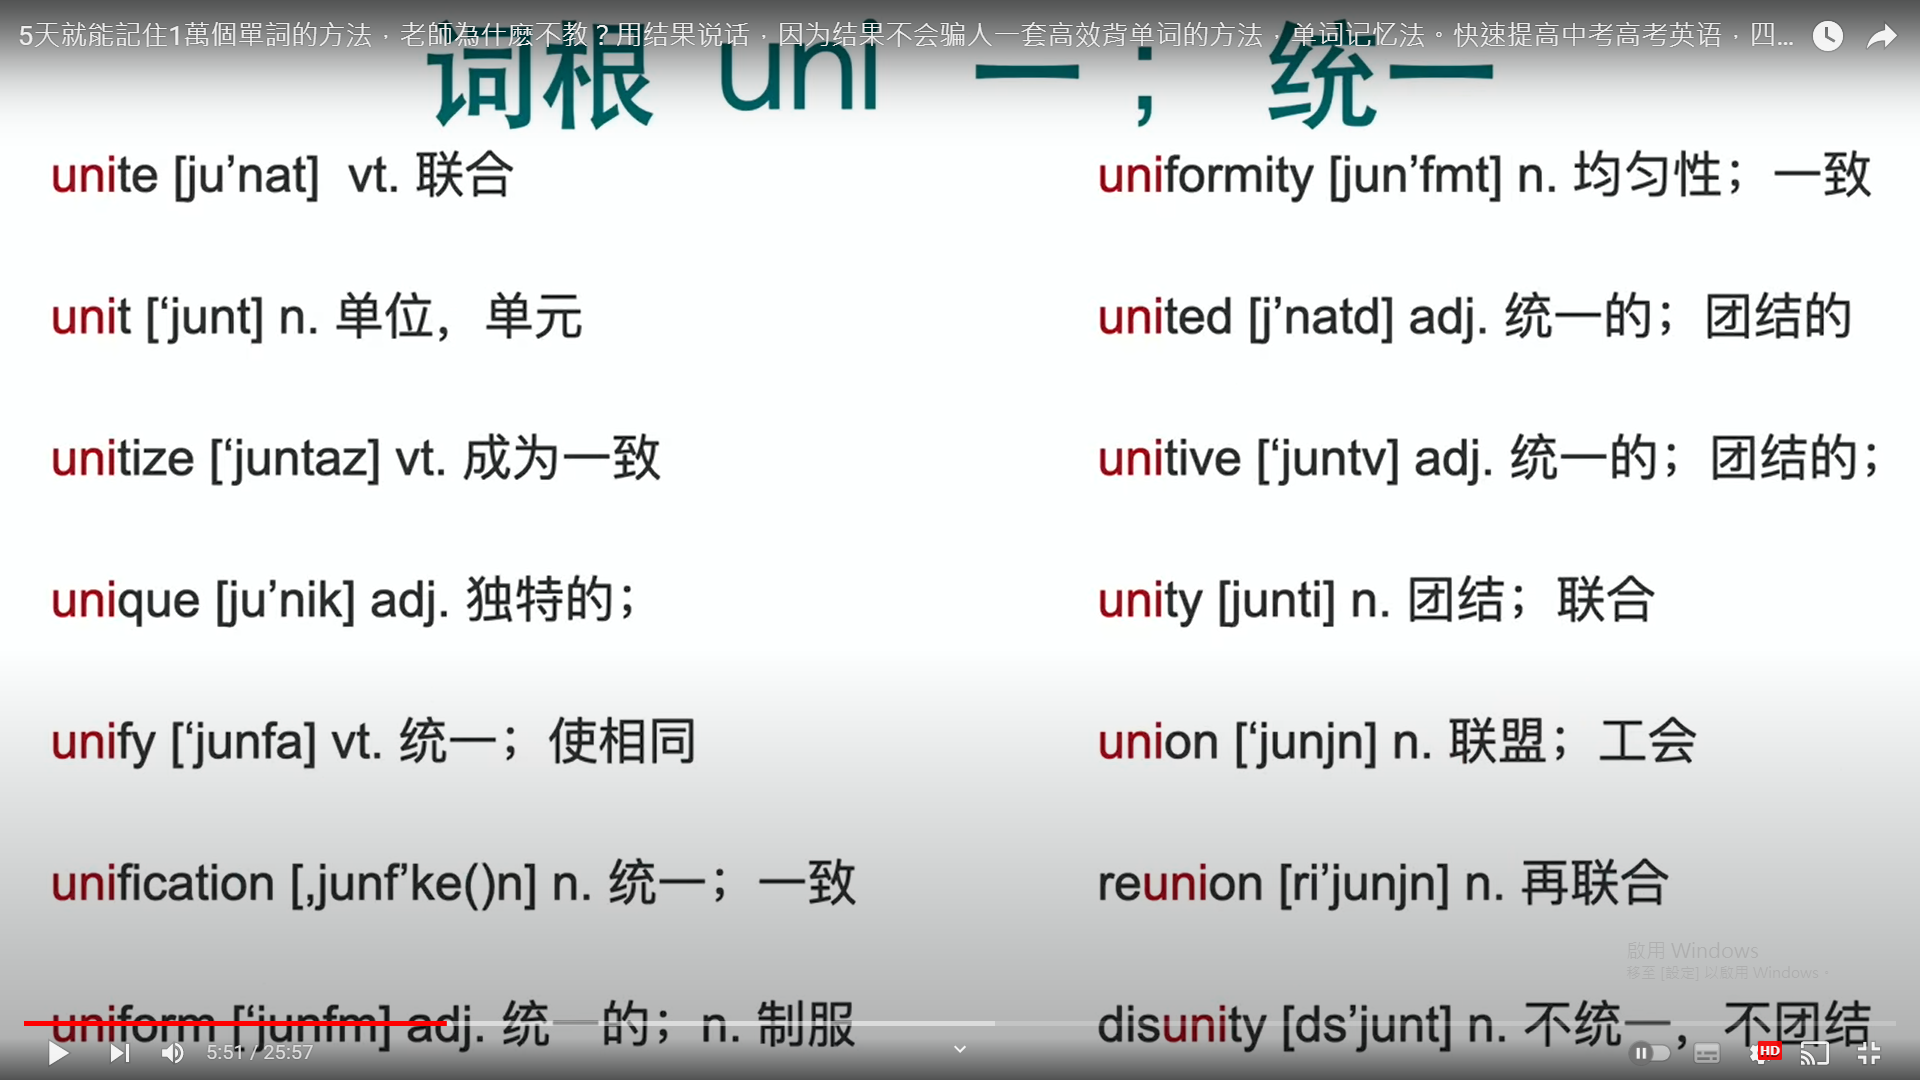 5天就能記住1萬個單詞的方法，老師為什麼不教？用结果说话，因为结果不会骗人一套高效背单词的方法，单词记忆法。快速提高中考高考英语，四...
词根 uni 一； 统一
unite [ju’nat] vt. 联合
unit [‘junt] n. 单位，单元
unitize [‘juntaz] vt. 成为一致
unique [ju’nik] adj. 独特的；
unify [‘junfa] vt. 统一；使相同
unification [,junf’ke()n] n. 统一；一致
uniform [‘junfm] adj. 统一的；n. 制服
uniformity [jun’fmt] n. 均匀性；一致
united [j’natd] adj. 统一的；团结的
unitive [‘juntv] adj. 统一的；团结的；
unity [junti] n. 团结；联合
union [‘junjn] n. 联盟；工会
reunion [ri’junjn] n. 再联合
disunity [ds’junt] n. 不统一，不团结
啟用 Windows
移至 [設定] 以啟用 Windows。
5:51 / 25:57
HD